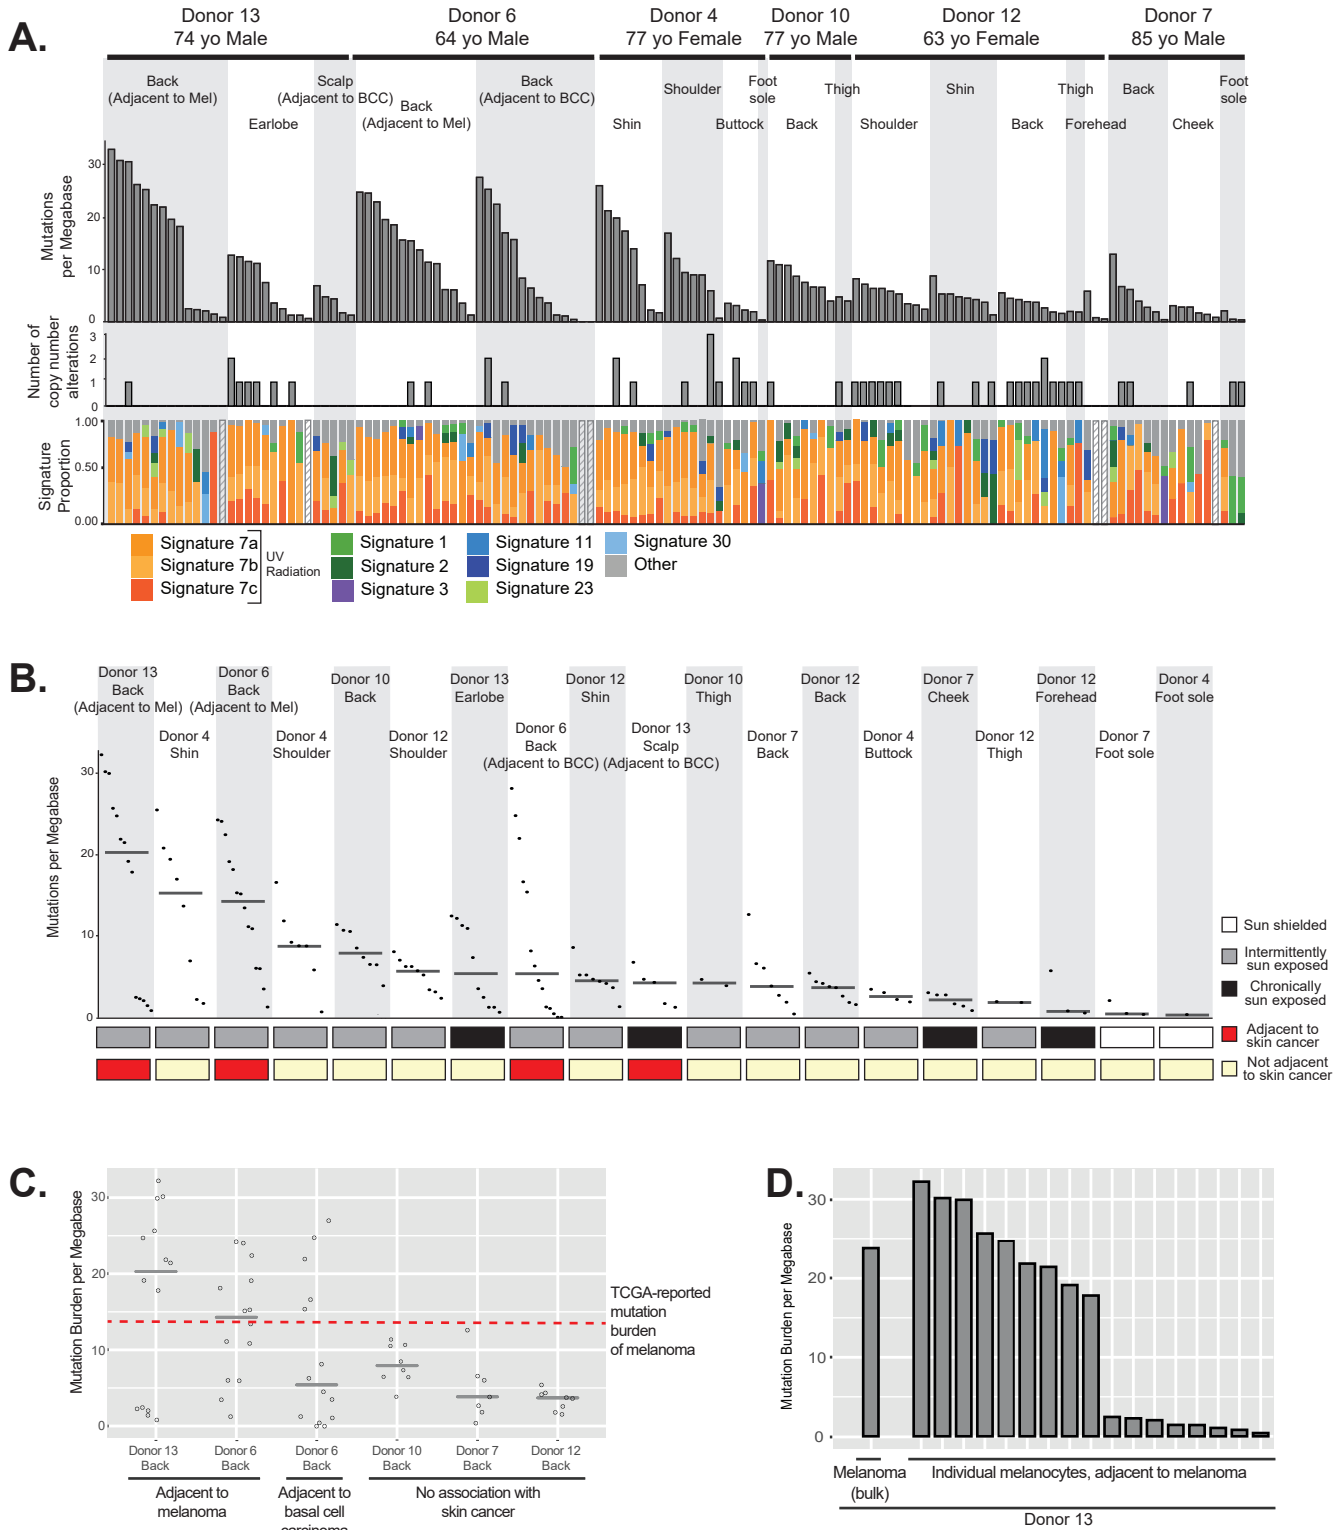 A.
Donor 13
74 yo Male
Donor 6
64 yo Male
Donor 4
77 yo Female
Donor 10
77 yo Male
Donor 12
63 yo Female
Donor 7
85 yo Male
Back
(Adjacent to Mel)
Earlobe
Scalp
(Adjacent to BCC)
Back
(Adjacent to Mel)
Back
(Adjacent to BCC)
Shin
Shoulder
Buttock
Foot
sole
Back
Thigh
Shoulder
Shin
Back
Thigh
Forehead
Back
Cheek
Foot
sole
Mutations
per Megabase
30
20
10
0
Number of
copy number
alterations
3
2
1
0
Signature
Proportion
1.00
0.50
0.00
Signature 7a
Signature 7b
Signature 7c
UV
Radiation
Signature 1
Signature 2
Signature 3
Signature 11
Signature 19
Signature 23
Signature 30
Other
B.
Donor 13
Back
(Adjacent to Mel)
Donor 4
Shin
Donor 6
Back
(Adjacent to Mel)
Donor 4
Shoulder
Donor 10
Back
Donor 12
Shoulder
Donor 13
Earlobe
Donor 6
Back
(Adjacent to BCC)
Donor 12
Shin
Donor 13
Scalp
(Adjacent to BCC)
Donor 10
Thigh
Donor 7
Back
Donor 12
Back
Donor 4
Buttock
Donor 7
Cheek
Donor 12
Thigh
Donor 12
Forehead
Donor 7
Foot sole
Donor 4
Foot sole
Mutations per Megabase
30
20
10
0
Sun shielded
Intermittently
sun exposed
Chronically
sun exposed
Adjacent to
skin cancer
Not adjacent
to skin cancer
C.
Mutation Burden per Megabase
30
20
10
0
TCGA-reported
mutation
burden
of melanoma
Donor 13
Back
Donor 6
Back
Donor 6
Back
Donor 10
Back
Donor 7
Back
Donor 12
Back
Adjacent to
melanoma
Adjacent to
basal cell
carcinoma
No association with
skin cancer
D.
Mutation Burden per Megabase
30
20
10
0
Melanoma
(bulk)
Individual melanocytes, adjacent to melanoma
Donor 13